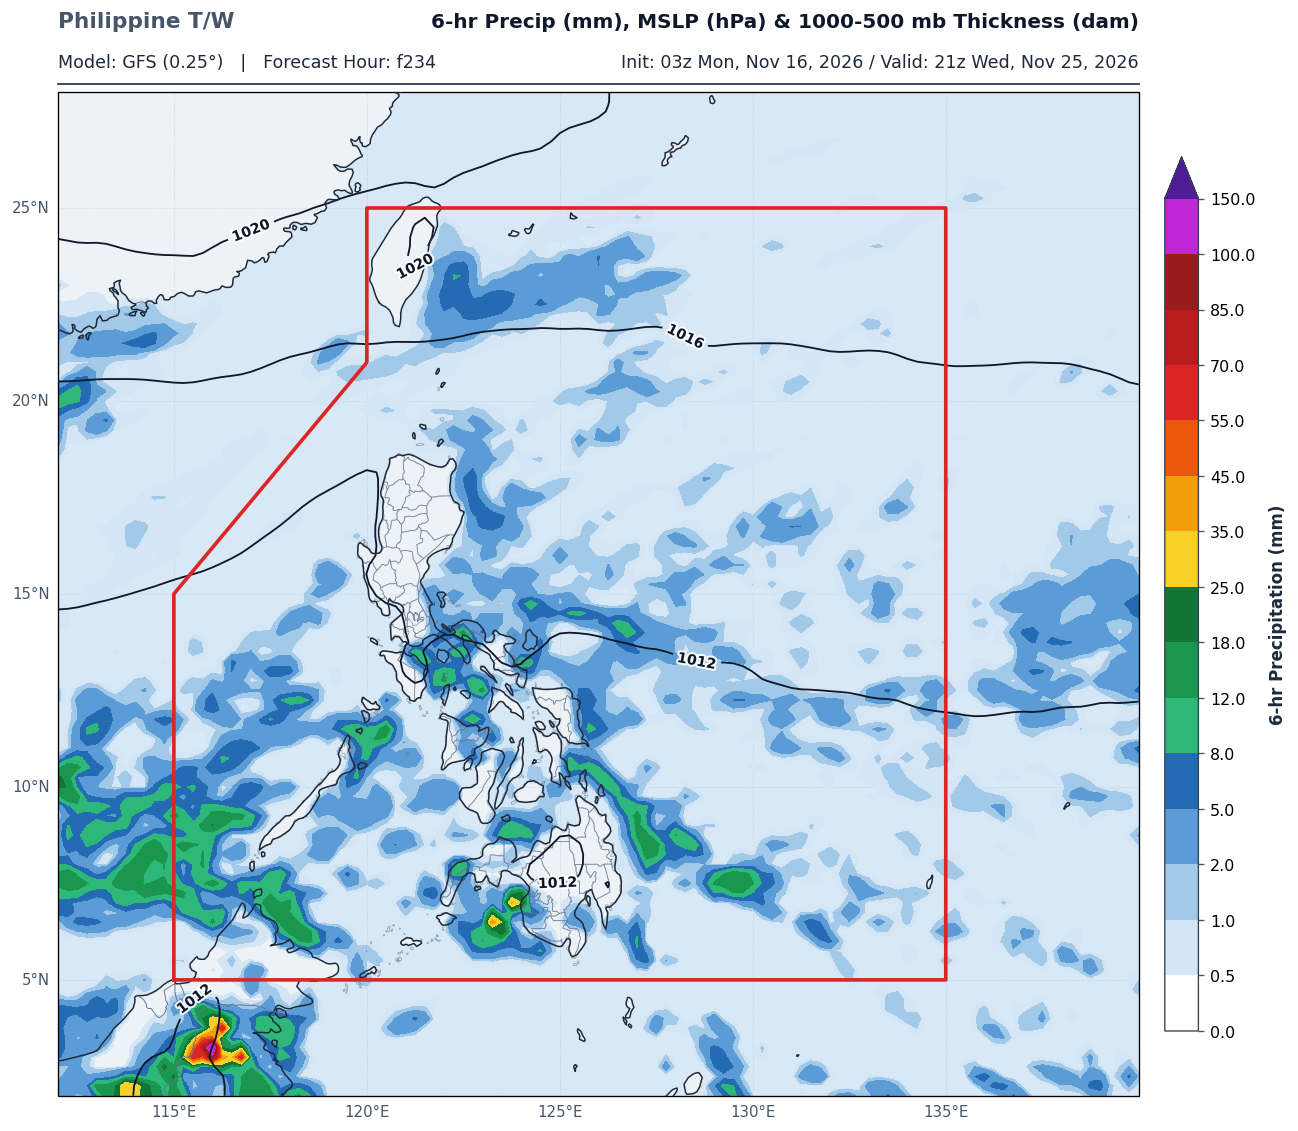 Philippine T/W
6-hr Precip (mm), MSLP (hPa) & 1000-500 mb Thickness (dam)
Model: GFS (0.25°) | Forecast Hour: f234
Init: 03z Mon, Nov 16, 2026 / Valid: 21z Wed, Nov 25, 2026
25°N
20°N
15°N
10°N
5°N
1020
1020
1016
1012
1012
1012
115°E
120°E
125°E
130°E
135°E
150.0
100.0
85.0
70.0
55.0
45.0
35.0
25.0
18.0
12.0
8.0
5.0
2.0
1.0
0.5
0.0
6-hr Precipitation (mm)